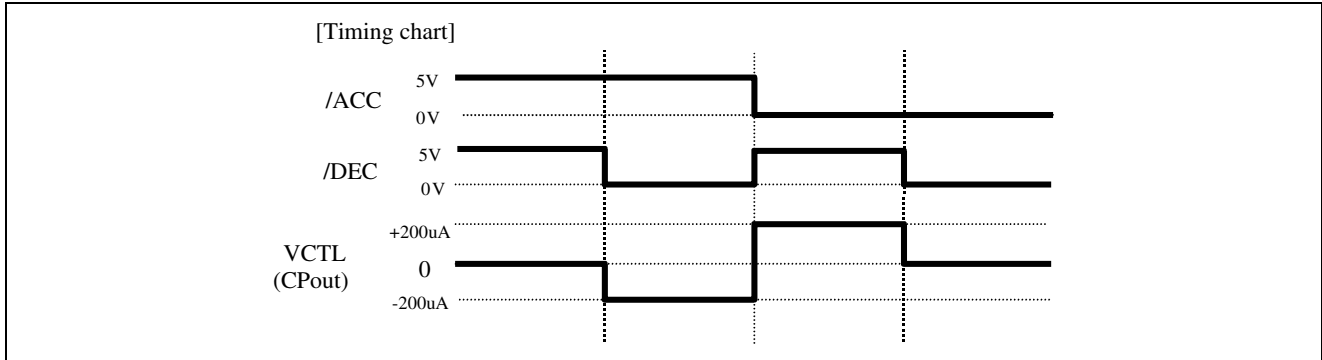 [Timing chart]
5V
/ACC
0V
5V
/DEC
0V
+200uA
VCTL
(CPout)
0
-200uA